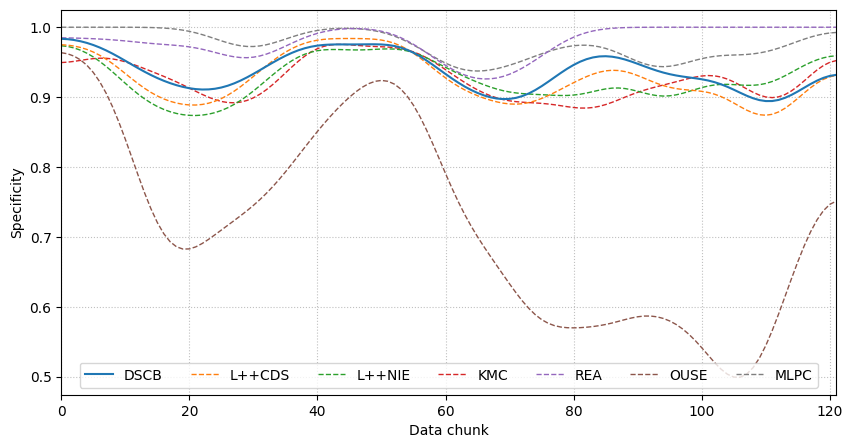 1.0
0.9
0.8
0.7
0.6
0.5
Specificity
DSCB L++CDS L++NIE KMC REA OUSE MLPC
0 20 40 60 80 100 120
Data chunk